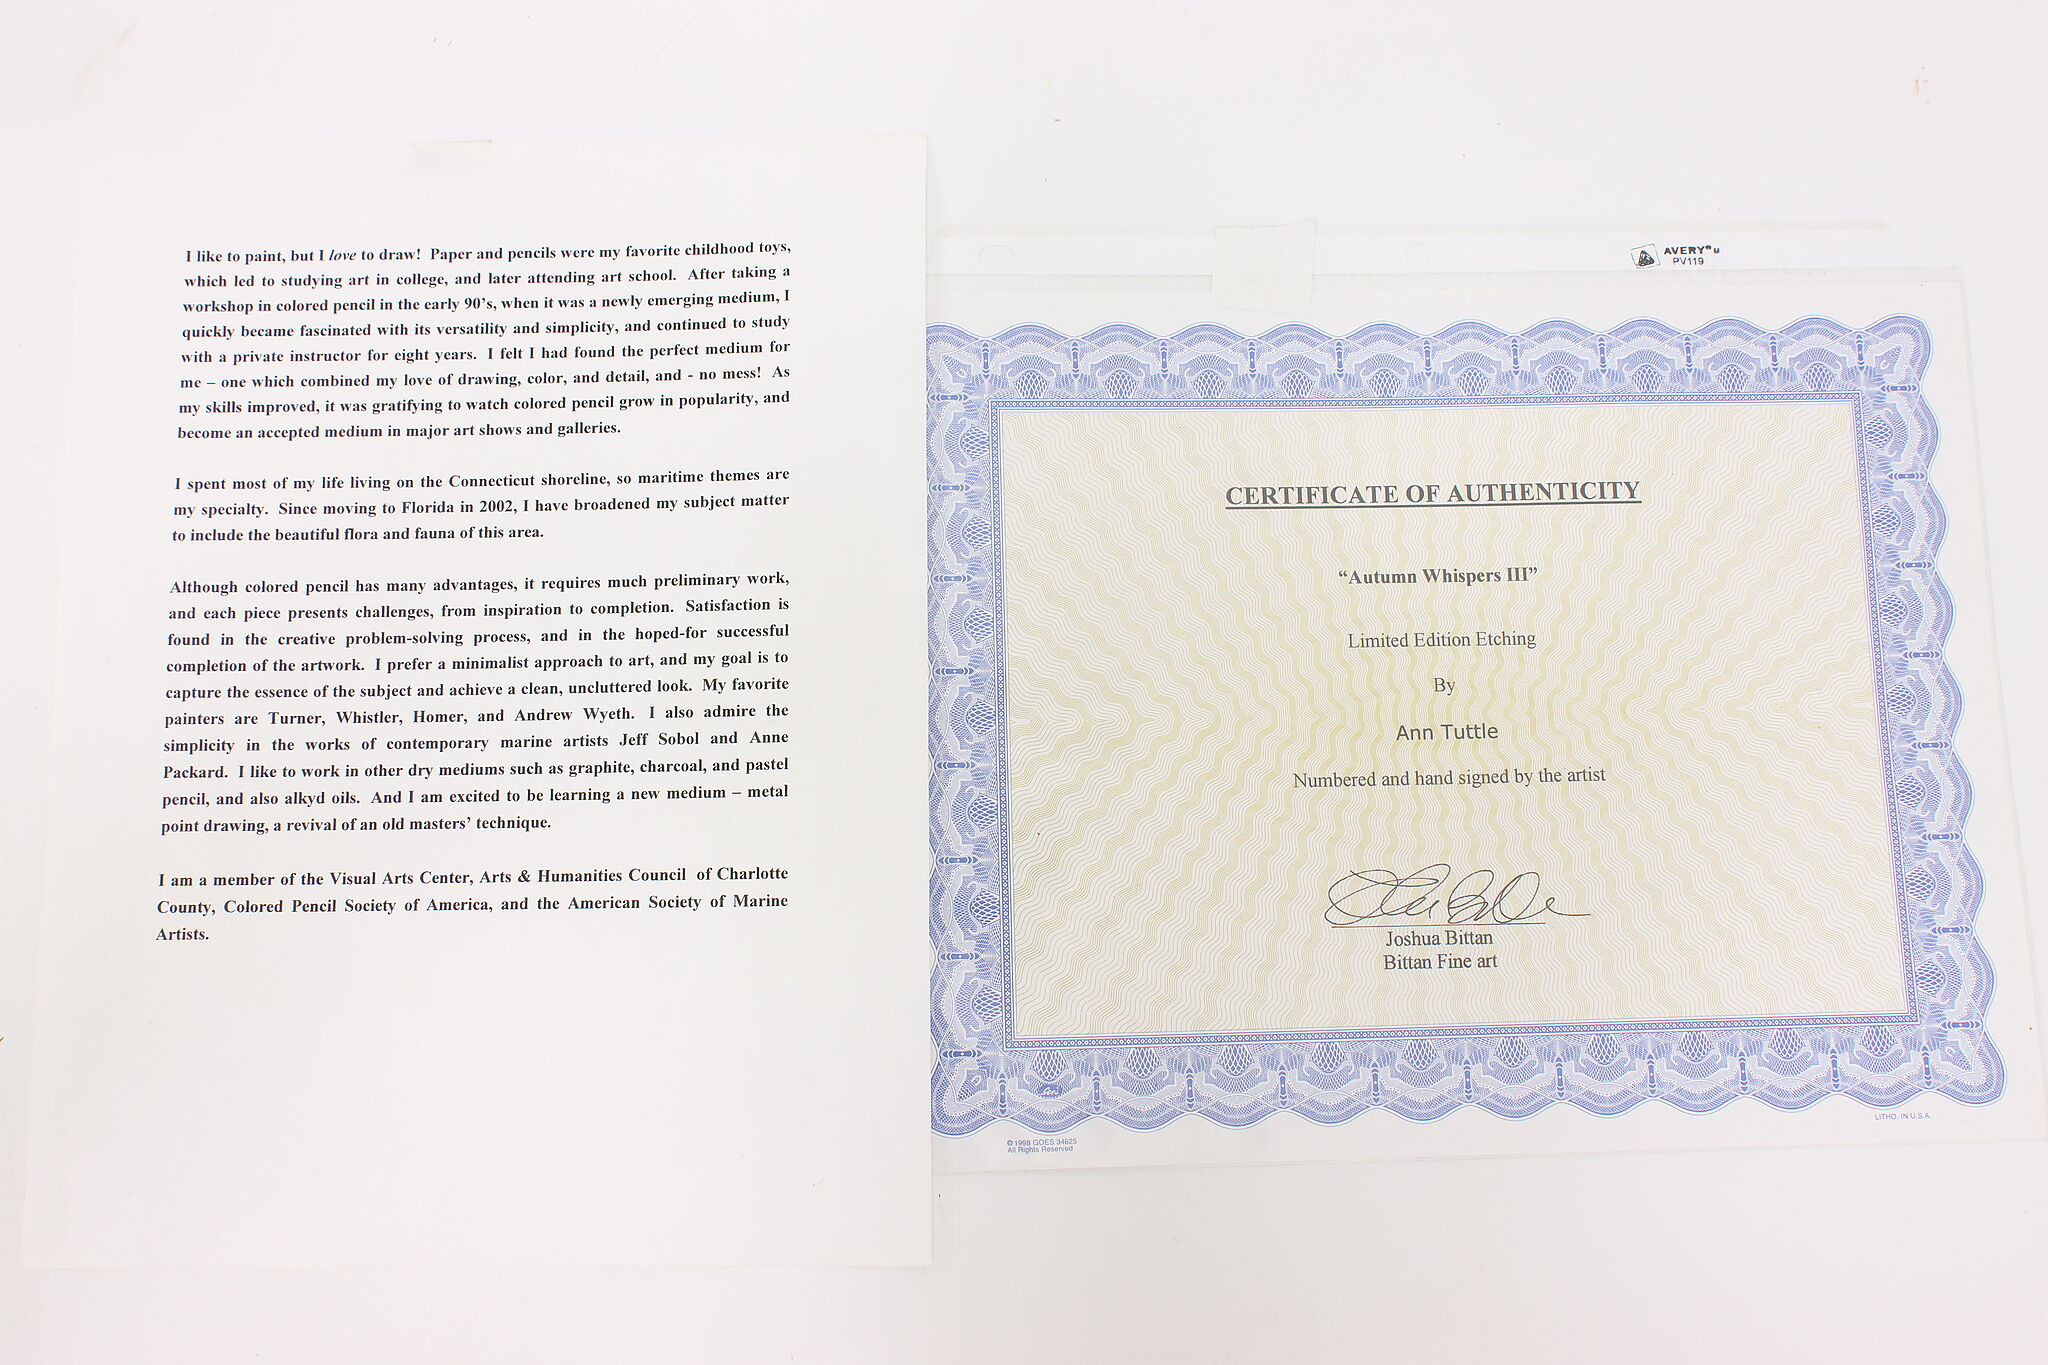 I like to paint, but I love to draw! Paper and pencils were my favorite childhood toys,
which led to studying art in college, and later attending art school. After taking a
workshop in colored pencil in the early 90's, when it was a newly emerging medium, I
quickly became fascinated with its versatility and simplicity, and continued to study
with a private instructor for eight years. I felt I had found the perfect medium for
me – one which combined my love of drawing, color, and detail, and - no mess! As
my skills improved, it was gratifying to watch colored pencil grow in popularity, and
become an accepted medium in major art shows and galleries.
I spent most of my life living on the Connecticut shoreline, so maritime themes are
my specialty. Since moving to Florida in 2002, I have broadened my subject matter
to include the beautiful flora and fauna of this area.
Although colored pencil has many advantages, it requires much preliminary work,
and each piece presents challenges, from inspiration to completion. Satisfaction is
found in the creative problem-solving process, and in the hoped-for successful
completion of the artwork. I prefer a minimalist approach to art, and my goal is to
capture the essence of the subject and achieve a clean, uncluttered look. My favorite
painters are Turner, Whistler, Homer, and Andrew Wyeth. I also admire the
simplicity in the works of contemporary marine artists Jeff Sobol and Anne
Packard. I like to work in other dry mediums such as graphite, charcoal, and pastel
pencil, and also alkyd oils. And I am excited to be learning a new medium – metal
point drawing, a revival of an old masters' technique.
I am a member of the Visual Arts Center, Arts & Humanities Council of Charlotte
County, Colored Pencil Society of America, and the American Society of Marine
Artists.
AVERY® M
PV119
CERTIFICATE OF AUTHENTICITY
“Autumn Whispers III”
Limited Edition Etching
By
Ann Tuttle
Numbered and hand signed by the artist
Joshua Bittan
Bittan Fine art
© 1998 GOES 34625
All Rights Reserved
LITHO. IN U.S.A.